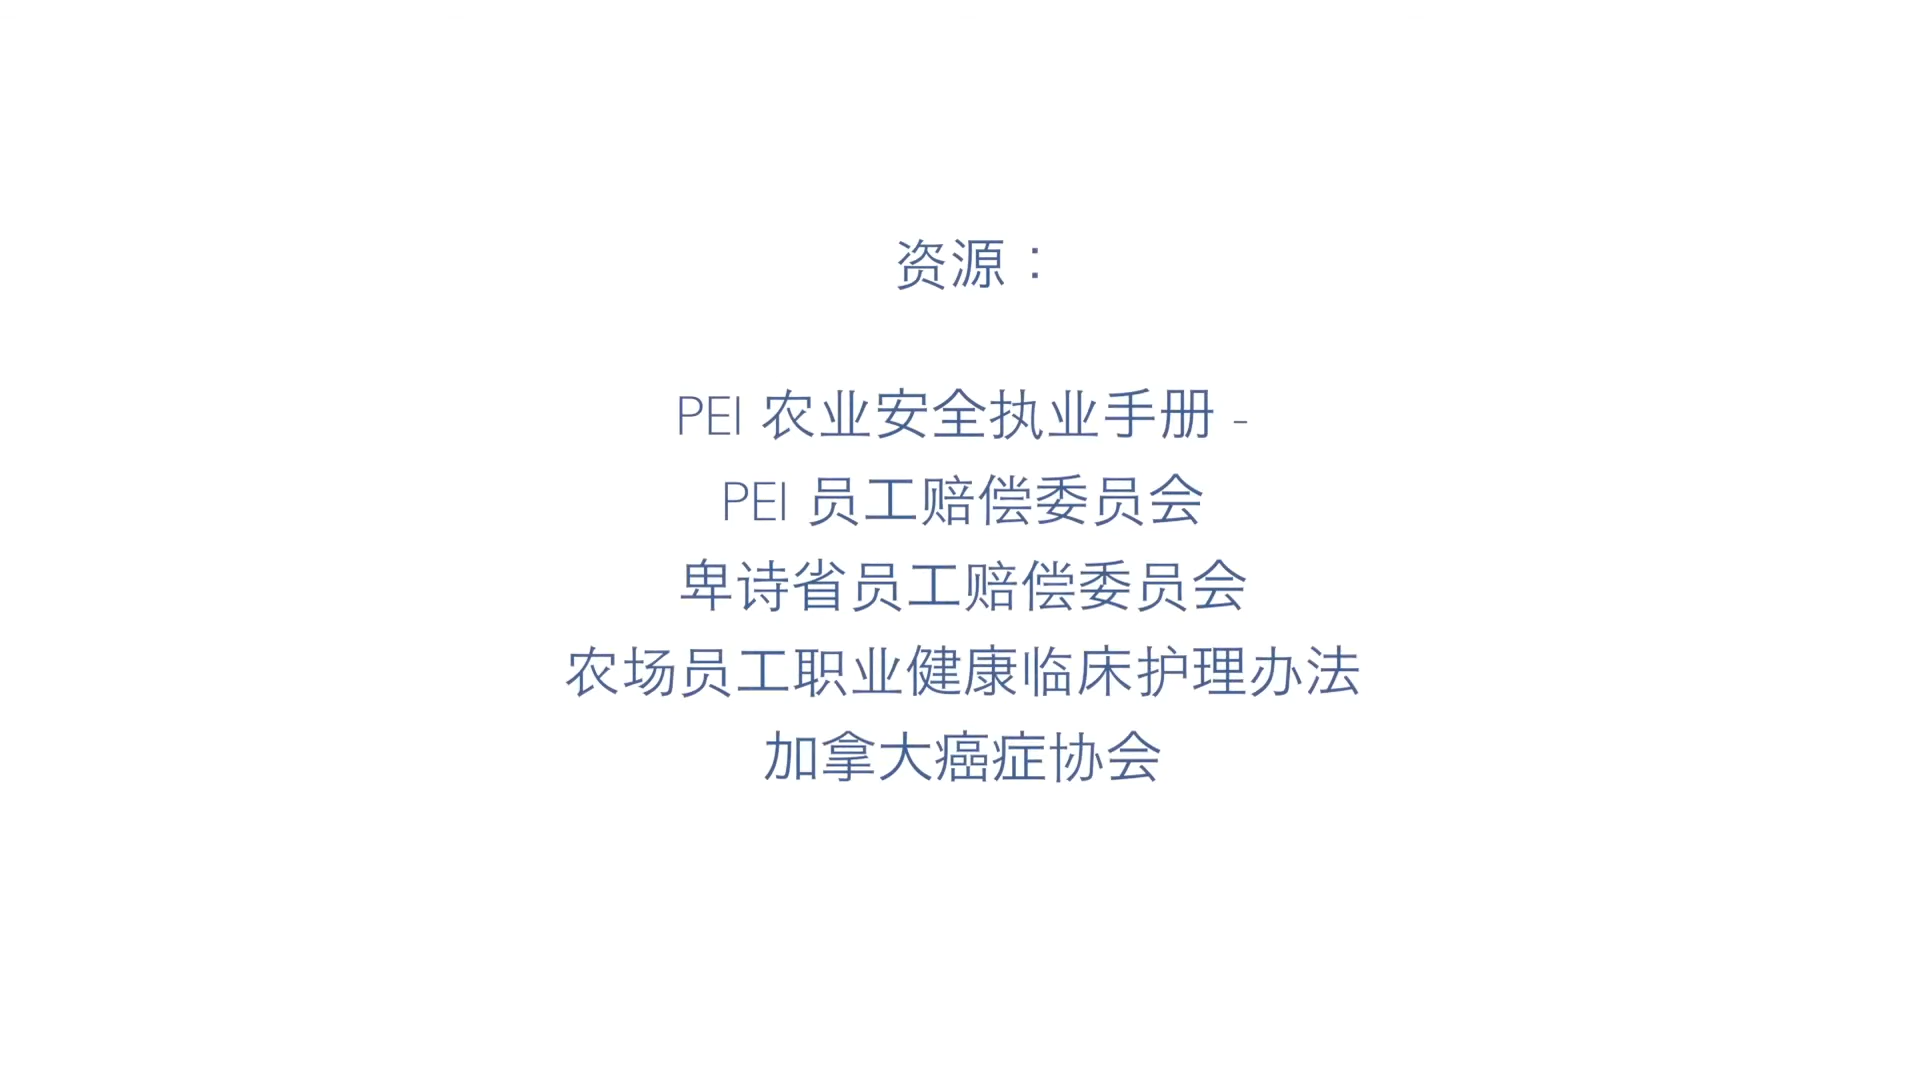 资源：
PEI 农业安全执业手册 -
PEI 员工赔偿委员会
卑诗省员工赔偿委员会
农场员工职业健康临床护理办法
加拿大癌症协会